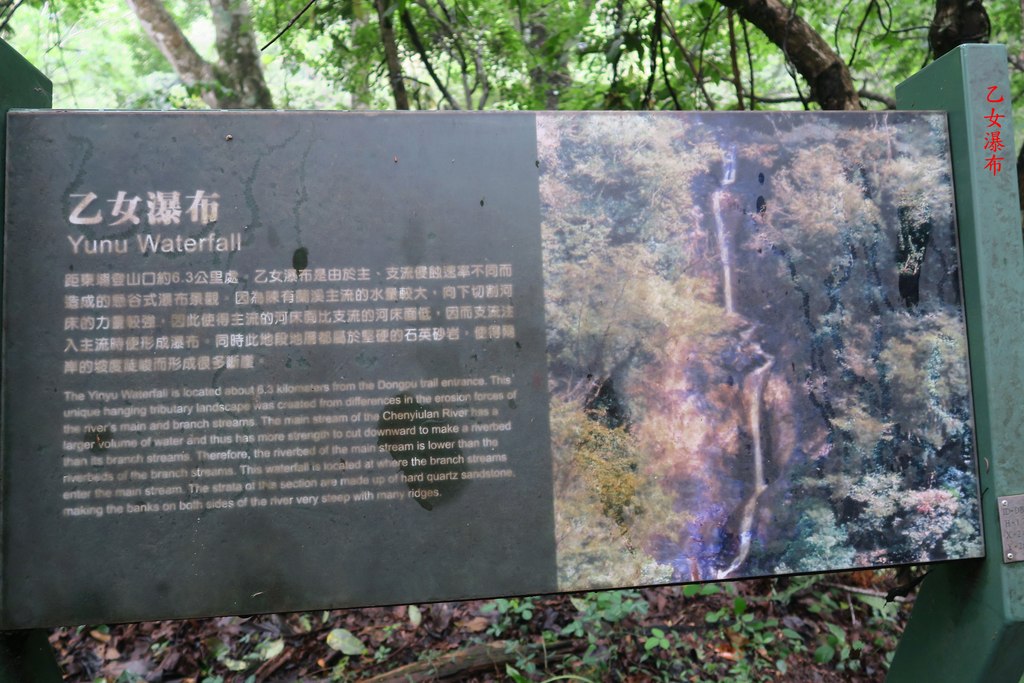 乙女瀑布
Yunu Waterfall
距東埔登山口約6.3公里處。乙女瀑布是由於主、支流侵蝕速率不同而
造成的懸谷式瀑布景觀。因為陳有蘭溪主流的水量較大，向下切割河
床的力量較強，因此使得主流的河床高比支流的河床面低，因而支流注
入主流時便形成瀑布。同時此地段地層都屬於堅硬的石英砂岩，使得兩
岸的坡度陡峻而形成很多斷崖
The Yinyu Waterfall is located about 6.3 kilometers from the Dongpu trail entrance. This
unique hanging tributary landscape was created from differences in the erosion forces of
the river's main and branch streams. The main stream of the Chenyiulan River has a
larger volume of water and thus has more strength to cut downward to make a riverbed
than its branch streams. Therefore, the riverbed of the main stream is lower than the
riverbeds of the branch streams. This waterfall is located at where the branch streams
enter the main stream. The strata of this section are made up of hard quartz sandstone,
making the banks on both sides of the river very steep with many ridges.
乙女瀑布